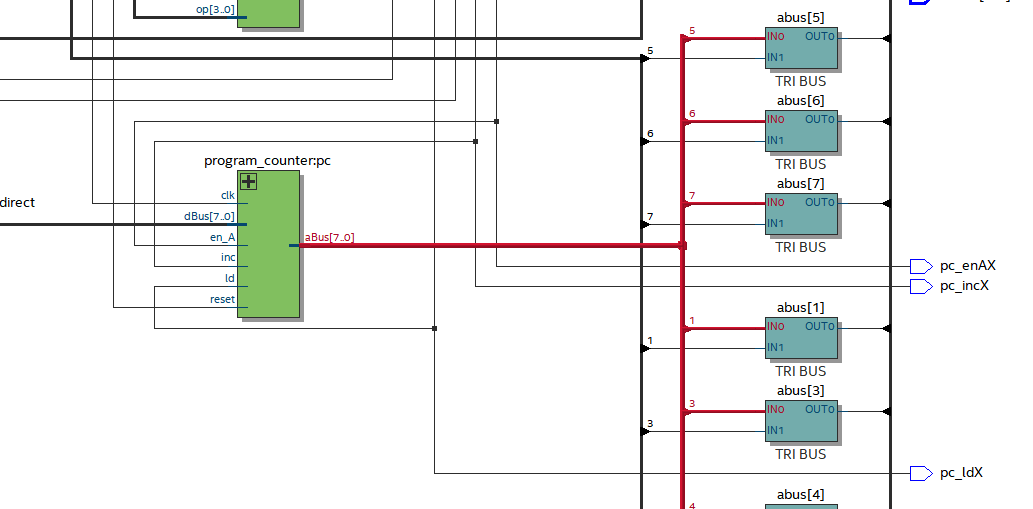 op[3..0]
abus[5]
5
IN0
OUT0
5
IN1
TRI BUS
abus[6]
6
IN0
OUT0
6
IN1
TRI BUS
program_counter:pc
abus[7]
clk
direct
7
IN0
OUT0
dBus[7..0]
7
IN1
en_A
aBus[7..0]
TRI BUS
inc
pc_enAX
ld
pc_incX
reset
abus[1]
1
IN0
OUT0
1
IN1
TRI BUS
abus[3]
3
IN0
OUT0
3
IN1
TRI BUS
pc_ldX
abus[4]
4